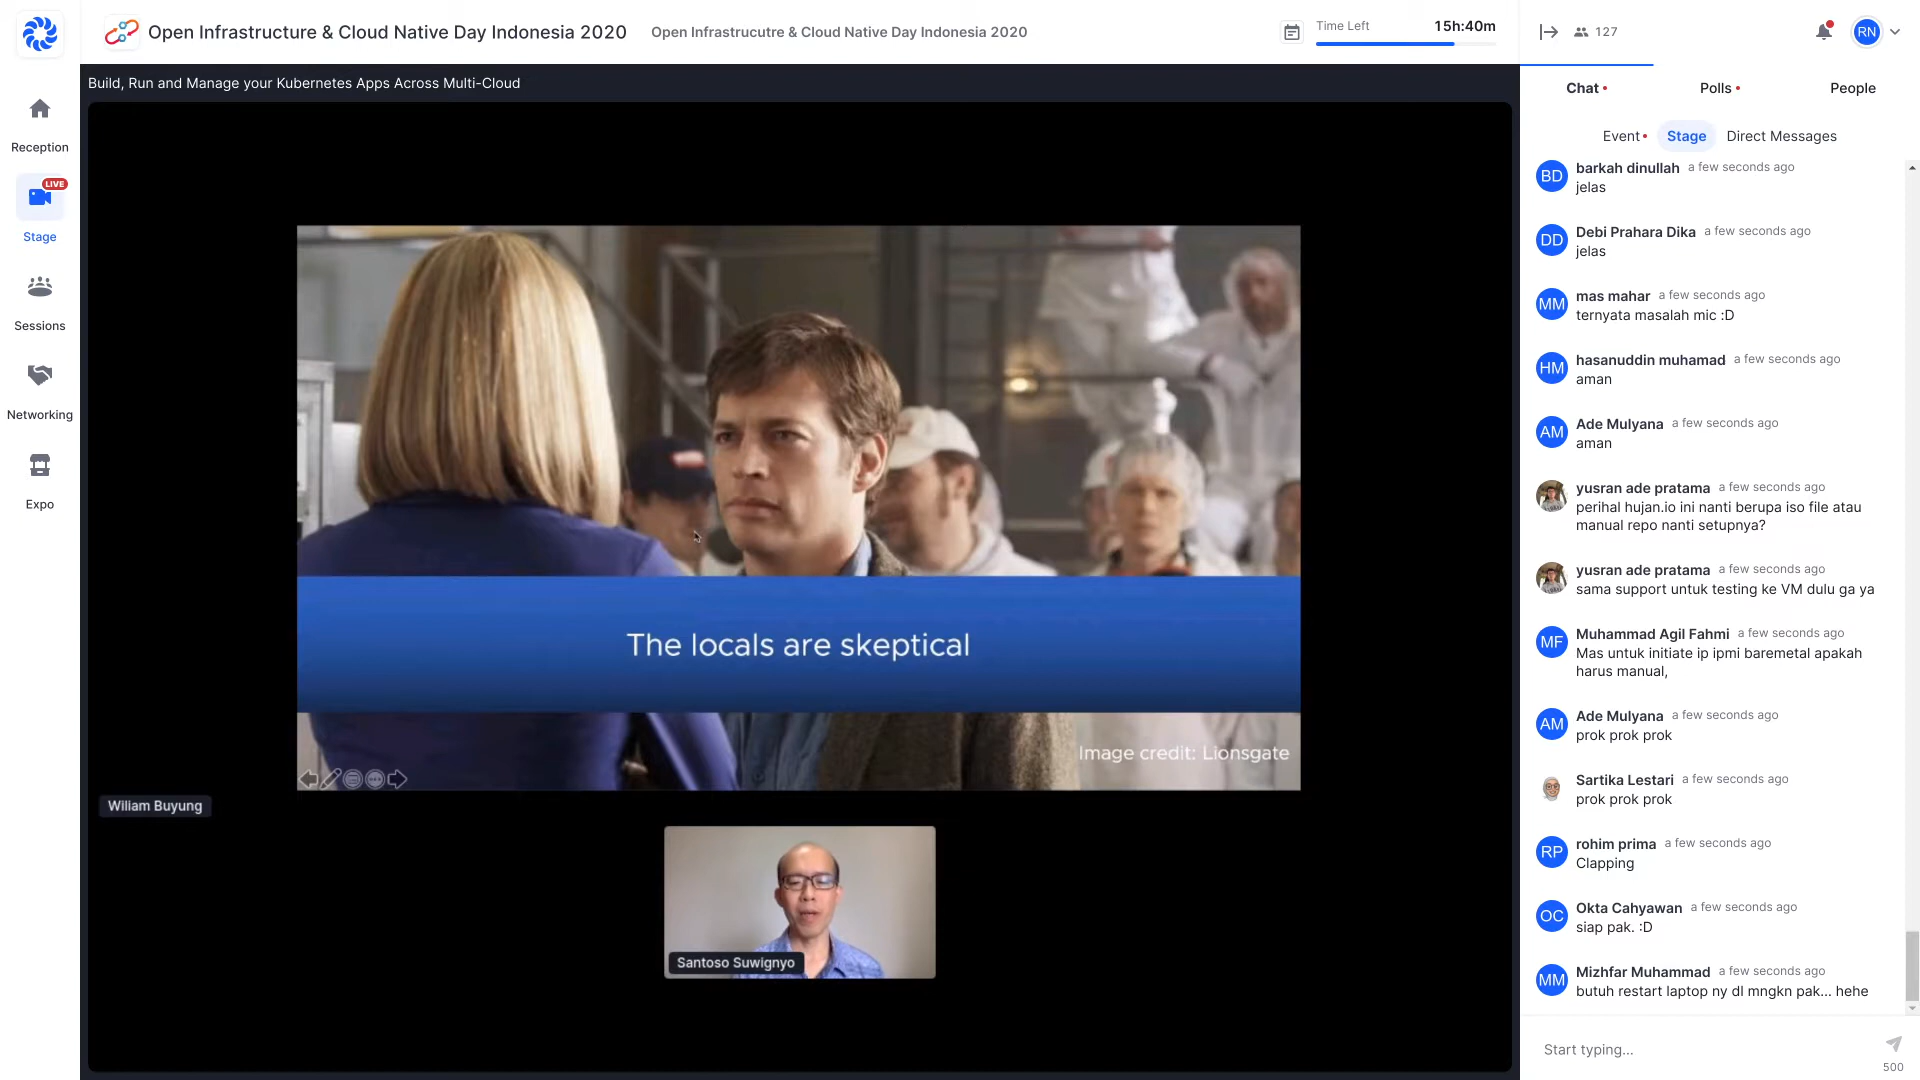 Open Infrastructure & Cloud Native Day Indonesia 2020
Open Infrastrucutre & Cloud Native Day Indonesia 2020
Time Left
15h:40m
127
RN
Reception
LIVE
Stage
Sessions
Networking
Expo
Build, Run and Manage your Kubernetes Apps Across Multi-Cloud
The locals are skeptical
Image credit: Lionsgate
Wiliam Buyung
Santoso Suwignyo
Chat
Polls
People
Event
Stage
Direct Messages
BD
barkah dinullah a few seconds ago
jelas
DD
Debi Prahara Dika a few seconds ago
jelas
MM
mas mahar a few seconds ago
ternyata masalah mic :D
HM
hasanuddin muhamad a few seconds ago
aman
AM
Ade Mulyana a few seconds ago
aman
yusran ade pratama a few seconds ago
perihal hujan.io ini nanti berupa iso file atau
manual repo nanti setupnya?
yusran ade pratama a few seconds ago
sama support untuk testing ke VM dulu ga ya
MF
Muhammad Agil Fahmi a few seconds ago
Mas untuk initiate ip ipmi baremetal apakah
harus manual,
AM
Ade Mulyana a few seconds ago
prok prok prok
Sartika Lestari a few seconds ago
prok prok prok
RP
rohim prima a few seconds ago
Clapping
OC
Okta Cahyawan a few seconds ago
siap pak. :D
MM
Mizhfar Muhammad a few seconds ago
butuh restart laptop ny dl mngkn pak... hehe
Start typing...
500